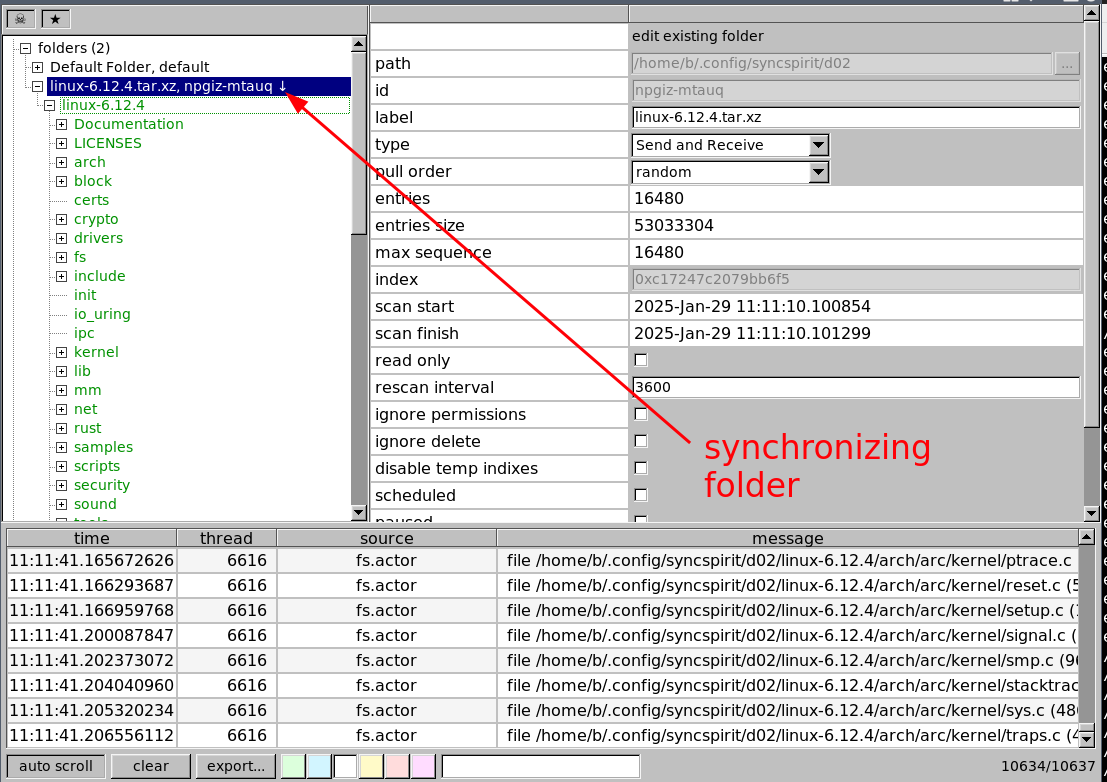 ☠ ★
folders (2)
Default Folder, default
linux-6.12.4.tar.xz, npgiz-mtauq ↓
linux-6.12.4
Documentation
LICENSES
arch
block
certs
crypto
drivers
fs
include
init
io_uring
ipc
kernel
lib
mm
net
rust
samples
scripts
security
sound
edit existing folder
path /home/b/.config/syncspirit/d02 ...
id npgiz-mtauq
label linux-6.12.4.tar.xz
type Send and Receive
pull order random
entries 16480
entries size 53033304
max sequence 16480
index 0xc17247c2079bb6f5
scan start 2025-Jan-29 11:11:10.100854
scan finish 2025-Jan-29 11:11:10.101299
read only
rescan interval 3600
ignore permissions
ignore delete
disable temp indixes
scheduled
synchronizing
folder
time thread source message
11:11:41.165672626 6616 fs.actor file /home/b/.config/syncspirit/d02/linux-6.12.4/arch/arc/kernel/ptrace.c
11:11:41.166293687 6616 fs.actor file /home/b/.config/syncspirit/d02/linux-6.12.4/arch/arc/kernel/reset.c (5
11:11:41.166959768 6616 fs.actor file /home/b/.config/syncspirit/d02/linux-6.12.4/arch/arc/kernel/setup.c (
11:11:41.200087847 6616 fs.actor file /home/b/.config/syncspirit/d02/linux-6.12.4/arch/arc/kernel/signal.c (
11:11:41.202373072 6616 fs.actor file /home/b/.config/syncspirit/d02/linux-6.12.4/arch/arc/kernel/smp.c (9
11:11:41.204040960 6616 fs.actor file /home/b/.config/syncspirit/d02/linux-6.12.4/arch/arc/kernel/stacktrac
11:11:41.205320234 6616 fs.actor file /home/b/.config/syncspirit/d02/linux-6.12.4/arch/arc/kernel/sys.c (48
11:11:41.206556112 6616 fs.actor file /home/b/.config/syncspirit/d02/linux-6.12.4/arch/arc/kernel/traps.c (4
auto scroll clear export... 10634/10637